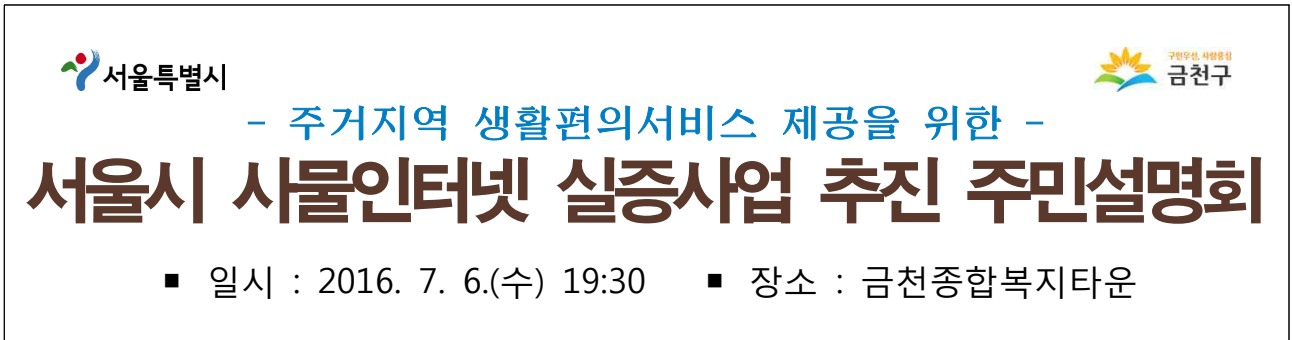 서울특별시
구민우선, 사람중심
금천구
- 주거지역 생활편의서비스 제공을 위한 -
서울시 사물인터넷 실증사업 추진 주민설명회
▪ 일시 : 2016. 7. 6.(수) 19:30 ▪ 장소 : 금천종합복지타운